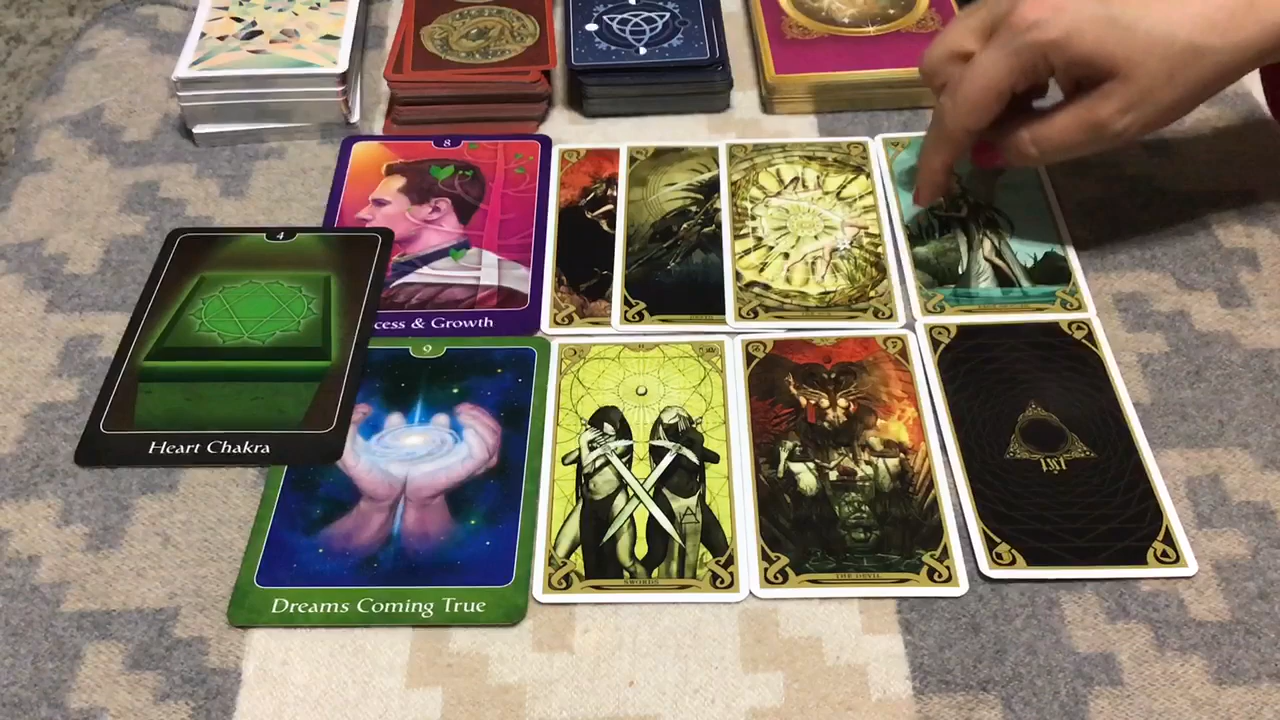 8
cess & Growth
4
Heart Chakra
9
Dreams Coming True
SWORDS
THE DEVIL